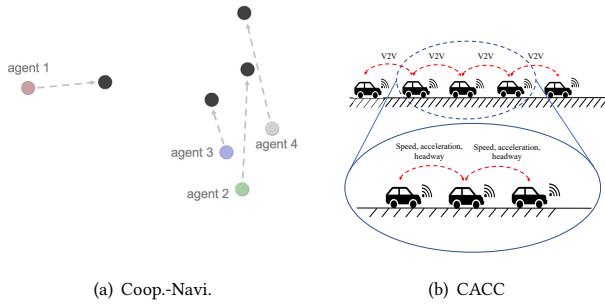 agent 1
agent 3
agent 4
agent 2
(a) Coop.-Navi.
V2V
V2V
V2V
V2V
Speed, acceleration,
headway
Speed, acceleration,
headway
(b) CACC